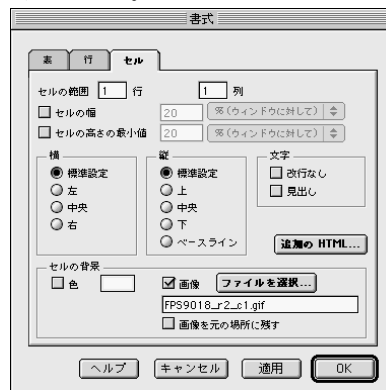 書式
表 行 セル
セルの範囲 1 行 1 列
セルの幅 20 %(ウィンドウに対して)
セルの高さの最小値 20 %(ウィンドウに対して)
横 縦 文字
標準設定 標準設定 改行なし
左 上 見出し
中央 中央
右 下
ベースライン 追加の HTML...
セルの背景
色 画像 ファイルを選択...
FPS9018_r2_c1.gif
画像を元の場所に残す
ヘルプ キャンセル 適用 OK